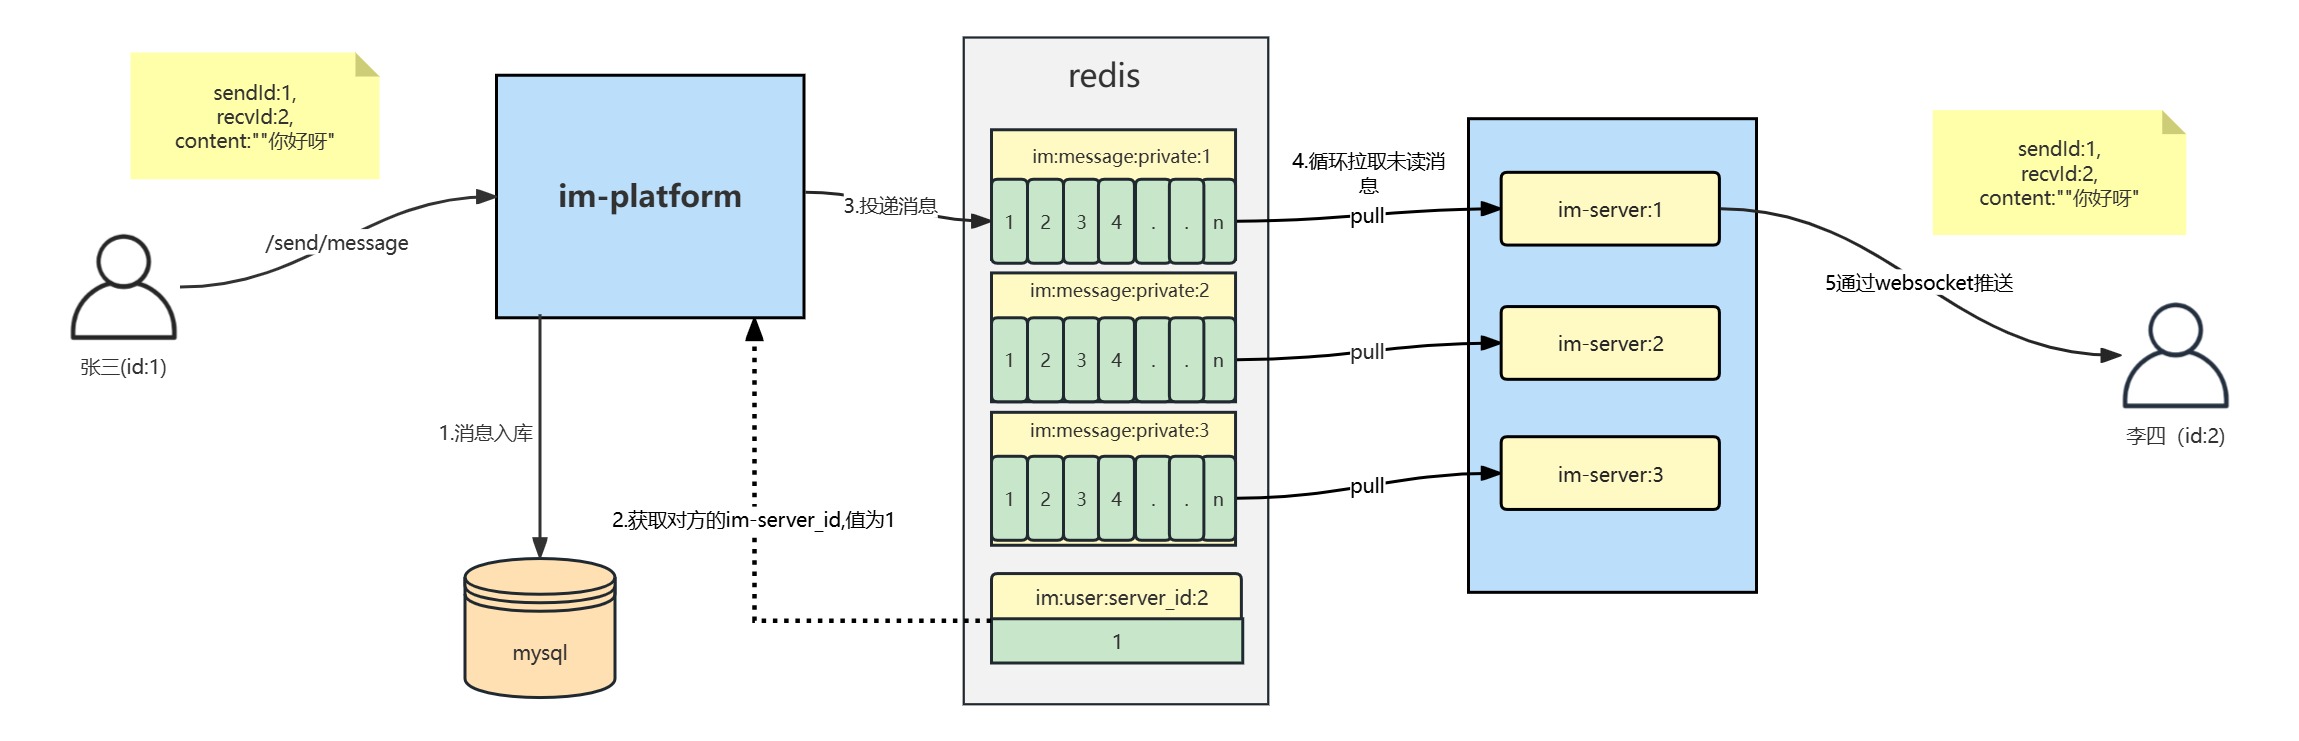 sendId:1,
recvId:2,
content:""你好呀"
/send/message
张三(id:1)
im-platform
1.消息入库
mysql
2.获取对方的im-server_id,值为1
3.投递消息
redis
im:message:private:1
1 2 3 4 . . n
im:message:private:2
1 2 3 4 . . n
im:message:private:3
1 2 3 4 . . n
im:user:server_id:2
1
4.循环拉取未读消
息
pull
pull
pull
im-server:1
im-server:2
im-server:3
5通过websocket推送
sendId:1,
recvId:2,
content:""你好呀"
李四（id:2)